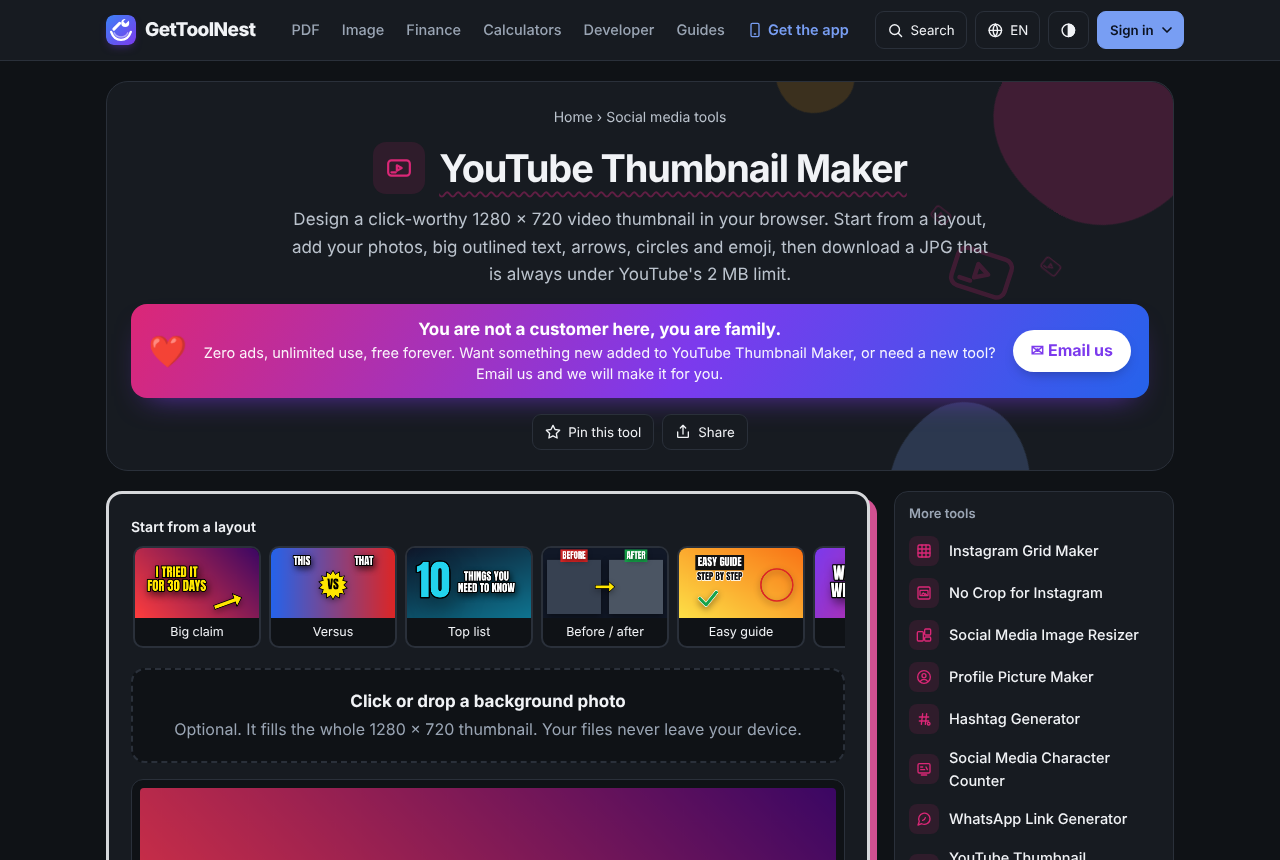 GetToolNest
PDF
Image
Finance
Calculators
Developer
Guides
Get the app
Search
EN
Sign in
Home › Social media tools
YouTube Thumbnail Maker
Design a click-worthy 1280 × 720 video thumbnail in your browser. Start from a layout,
add your photos, big outlined text, arrows, circles and emoji, then download a JPG that
is always under YouTube's 2 MB limit.
You are not a customer here, you are family.
Zero ads, unlimited use, free forever. Want something new added to YouTube Thumbnail Maker, or need a new tool?
Email us and we will make it for you.
✉ Email us
Pin this tool
Share
Start from a layout
I TRIED IT
FOR 30 DAYS
Big claim
THIS
THAT
VS
Versus
10
THINGS YOU
NEED TO KNOW
Top list
BEFORE
AFTER
Before / after
EASY GUIDE
STEP BY STEP
Easy guide
Click or drop a background photo
Optional. It fills the whole 1280 × 720 thumbnail. Your files never leave your device.
More tools
Instagram Grid Maker
No Crop for Instagram
Social Media Image Resizer
Profile Picture Maker
Hashtag Generator
Social Media Character
Counter
WhatsApp Link Generator
YouTube Thumbnail